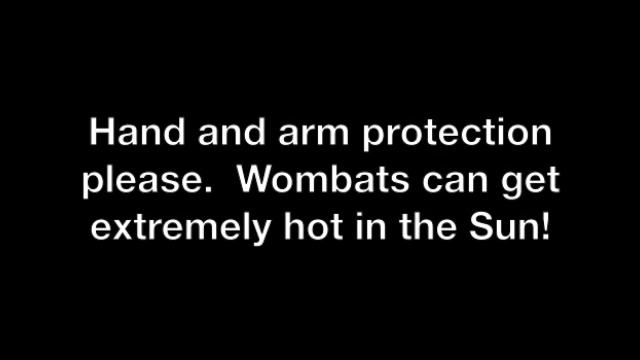 Hand and arm protection
please.  Wombats can get
extremely hot in the Sun!